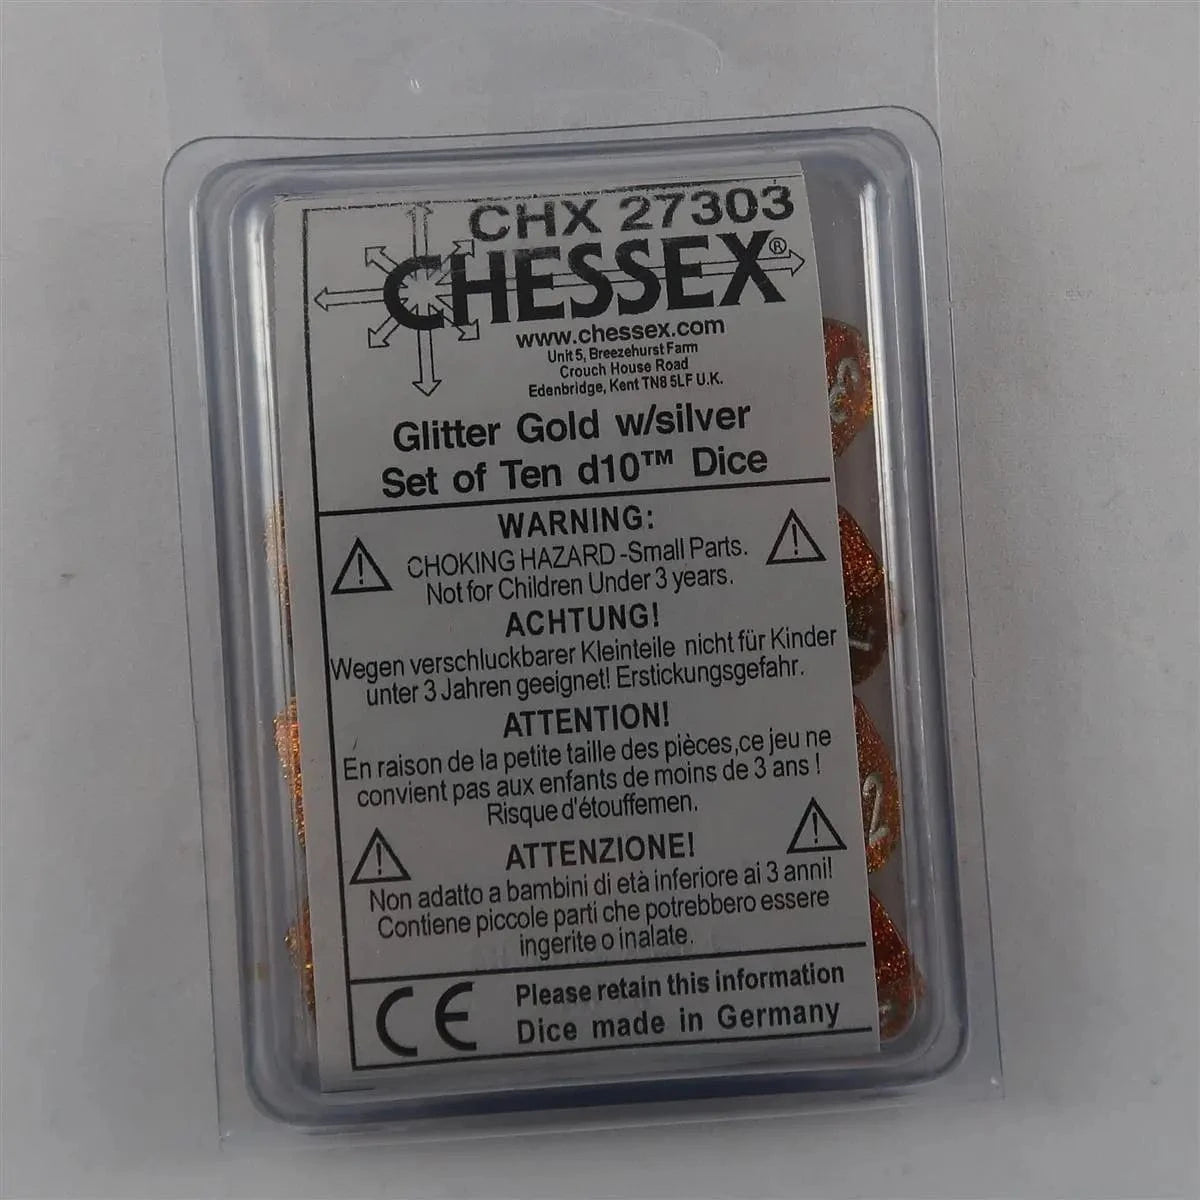 CHX 27303
CHESSEX®
www.chessex.com
Unit 5, Breezehurst Farm
Crouch House Road
Edenbridge, Kent TN8 5LF U.K.
Glitter Gold w/silver
Set of Ten d10™ Dice
WARNING:
CHOKING HAZARD -Small Parts.
Not for Children Under 3 years.
ACHTUNG!
Wegen verschluckbarer Kleinteile nicht für Kinder
unter 3 Jahren geeignet! Erstickungsgefahr.
ATTENTION!
En raison de la petite taille des pièces,ce jeu ne
convient pas aux enfants de moins de 3 ans !
Risque d'étouffemen.
ATTENZIONE!
Non adatto a bambini di età inferiore ai 3 anni!
Contiene piccole parti che potrebbero essere
ingerite o inalate.
CE
Please retain this information
Dice made in Germany
2